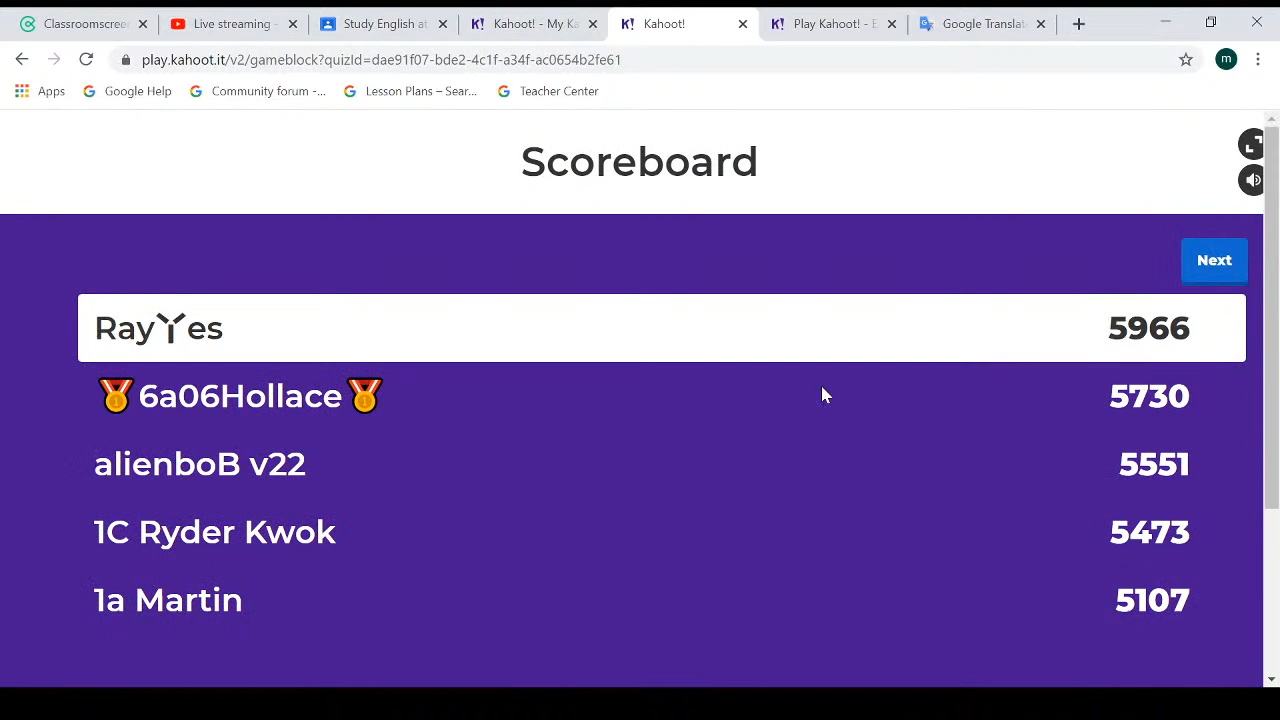 Classroomscree
Live streaming -
Study English at
K! Kahoot! - My Ka
K! Kahoot!
K! Play Kahoot! - E
Google Translat
play.kahoot.it/v2/gameblock?quizId=dae91f07-bde2-4c1f-a34f-ac0654b2fe61
m
Apps
Google Help
Community forum -...
Lesson Plans – Sear...
Teacher Center
Scoreboard
Next
RayYes 5966
🥇6a06Hollace🥇 5730
alienboB v22 5551
1C Ryder Kwok 5473
1a Martin 5107